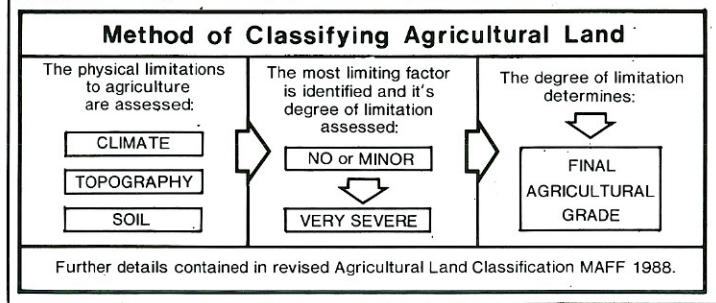 Method of Classifying Agricultural Land
The physical limitations
to agriculture
are assessed:
CLIMATE
TOPOGRAPHY
SOIL
The most limiting factor
is identified and it's
degree of limitation
assessed:
NO or MINOR
VERY SEVERE
The degree of limitation
determines:
FINAL
AGRICULTURAL
GRADE
Further details contained in revised Agricultural Land Classification MAFF 1988.